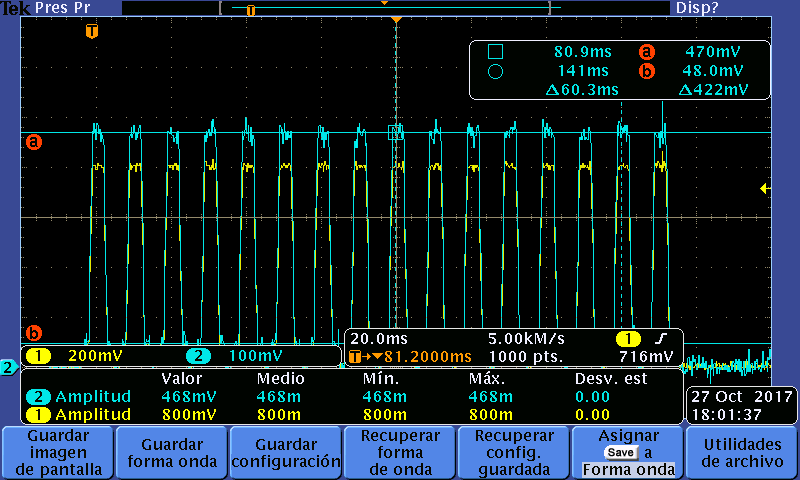 Tek Pres Pr Disp?
T
T
80.9ms a 470mV
141ms b 48.0mV
Δ60.3ms Δ422mV
a
b
20.0ms 5.00kM/s 1
1 200mV 2 100mV T→▼81.2000ms 1000 pts. 716mV
2
Valor Medio Mín. Máx. Desv. est
2 Amplitud 468mV 468m 468m 468m 0.00
1 Amplitud 800mV 800m 800m 800m 0.00
27 Oct 2017
18:01:37
Guardar imagen de pantalla
Guardar forma onda
Guardar configuración
Recuperar forma de onda
Recuperar config. guardada
Asignar Save a Forma onda
Utilidades de archivo